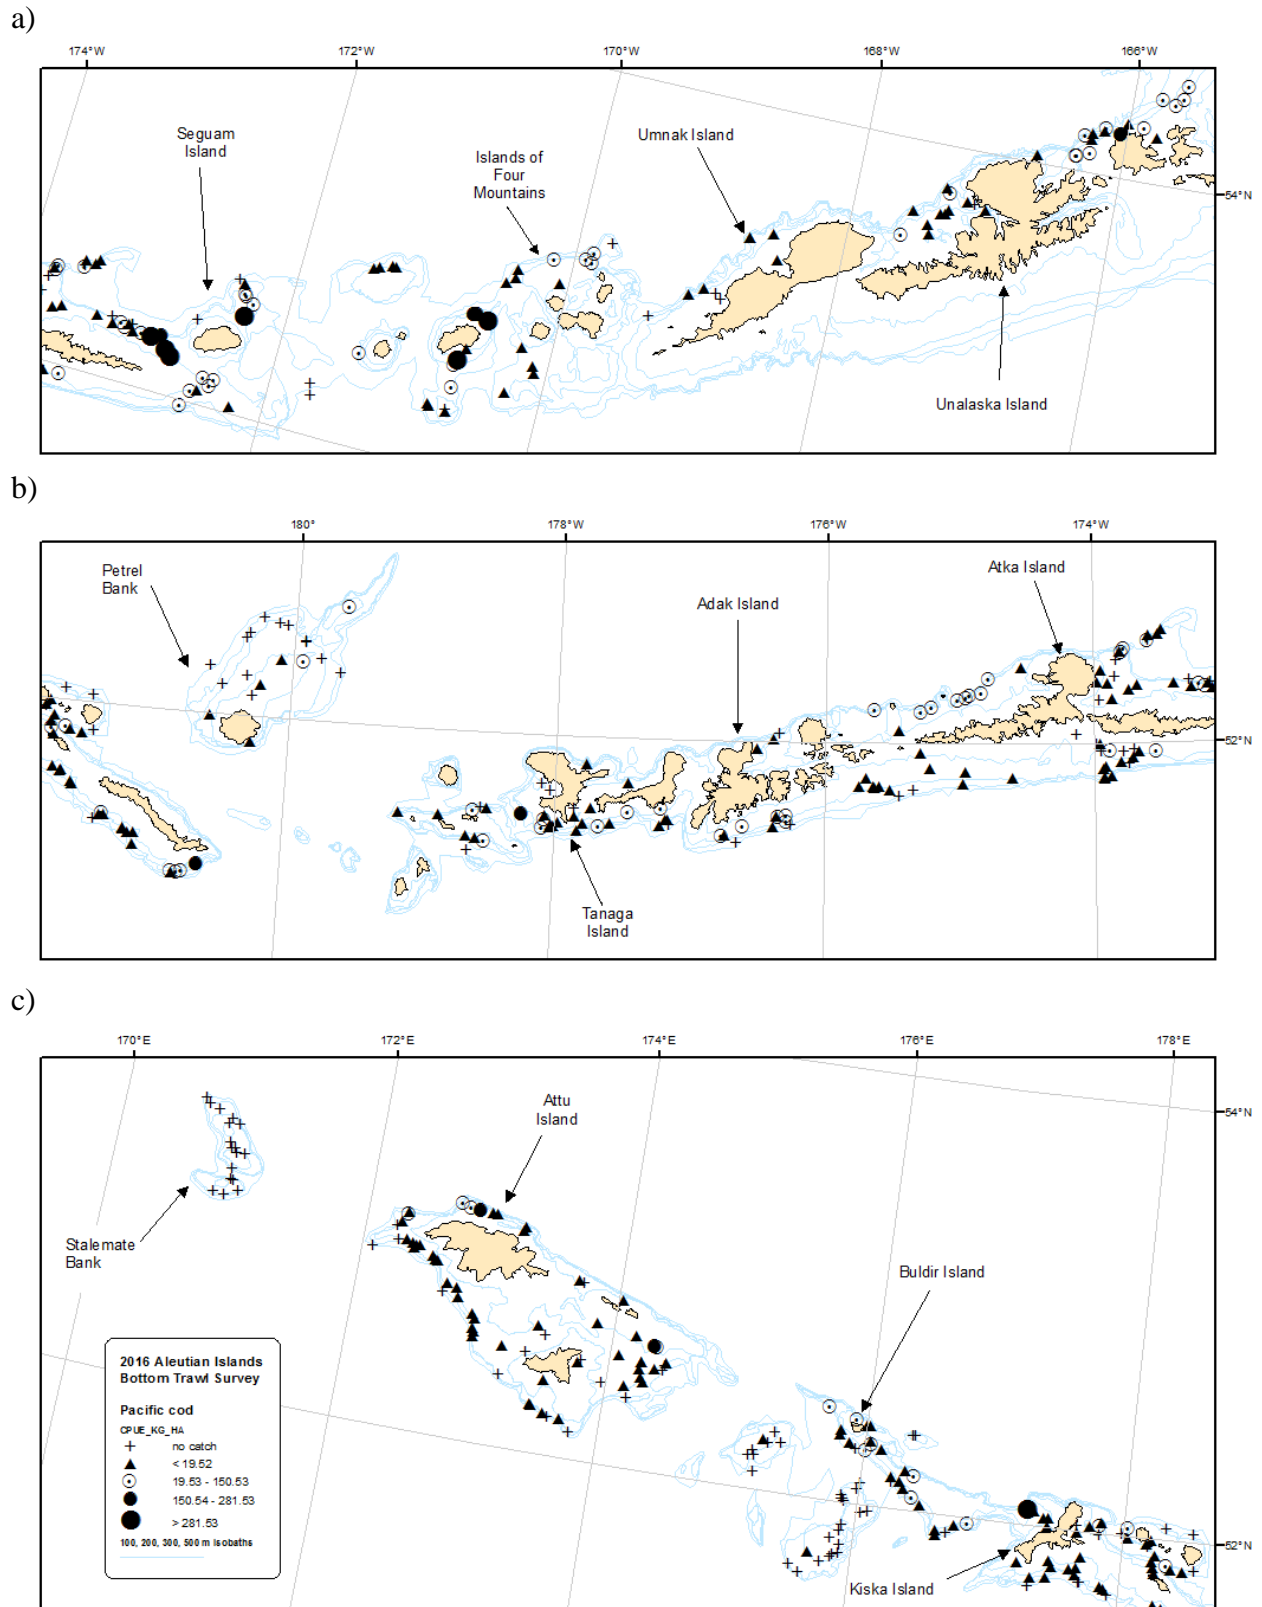 a)
174°W
172°W
170°W
168°W
166°W
Seguam
Island
Islands of
Four
Mountains
Umnak Island
54°N
Unalaska Island
b)
180°
178°W
176°W
174°W
Petrel
Bank
Adak Island
Atka Island
52°N
Tanaga
Island
c)
170°E
172°E
174°E
176°E
178°E
54°N
Attu
Island
Stalemate
Bank
Buldir Island
2016 Aleutian Islands
Bottom Trawl Survey
Pacific cod
CPUE_KG_HA
no catch
< 19.52
19.53 - 150.53
150.54 - 281.53
> 281.53
100, 200, 300, 500 m Isobaths
52°N
Kiska Island